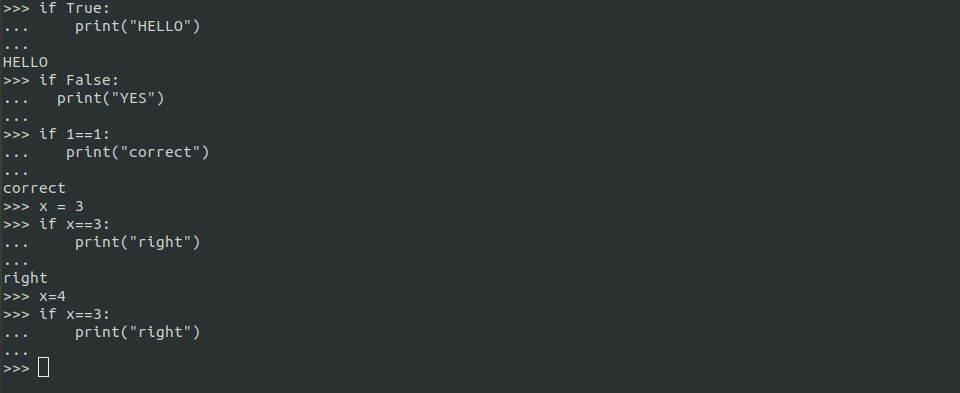 >>> if True:
...     print("HELLO")
...
HELLO
>>> if False:
...   print("YES")
...
>>> if 1==1:
...    print("correct")
...
correct
>>> x = 3
>>> if x==3:
...     print("right")
...
right
>>> x=4
>>> if x==3:
...     print("right")
...
>>>